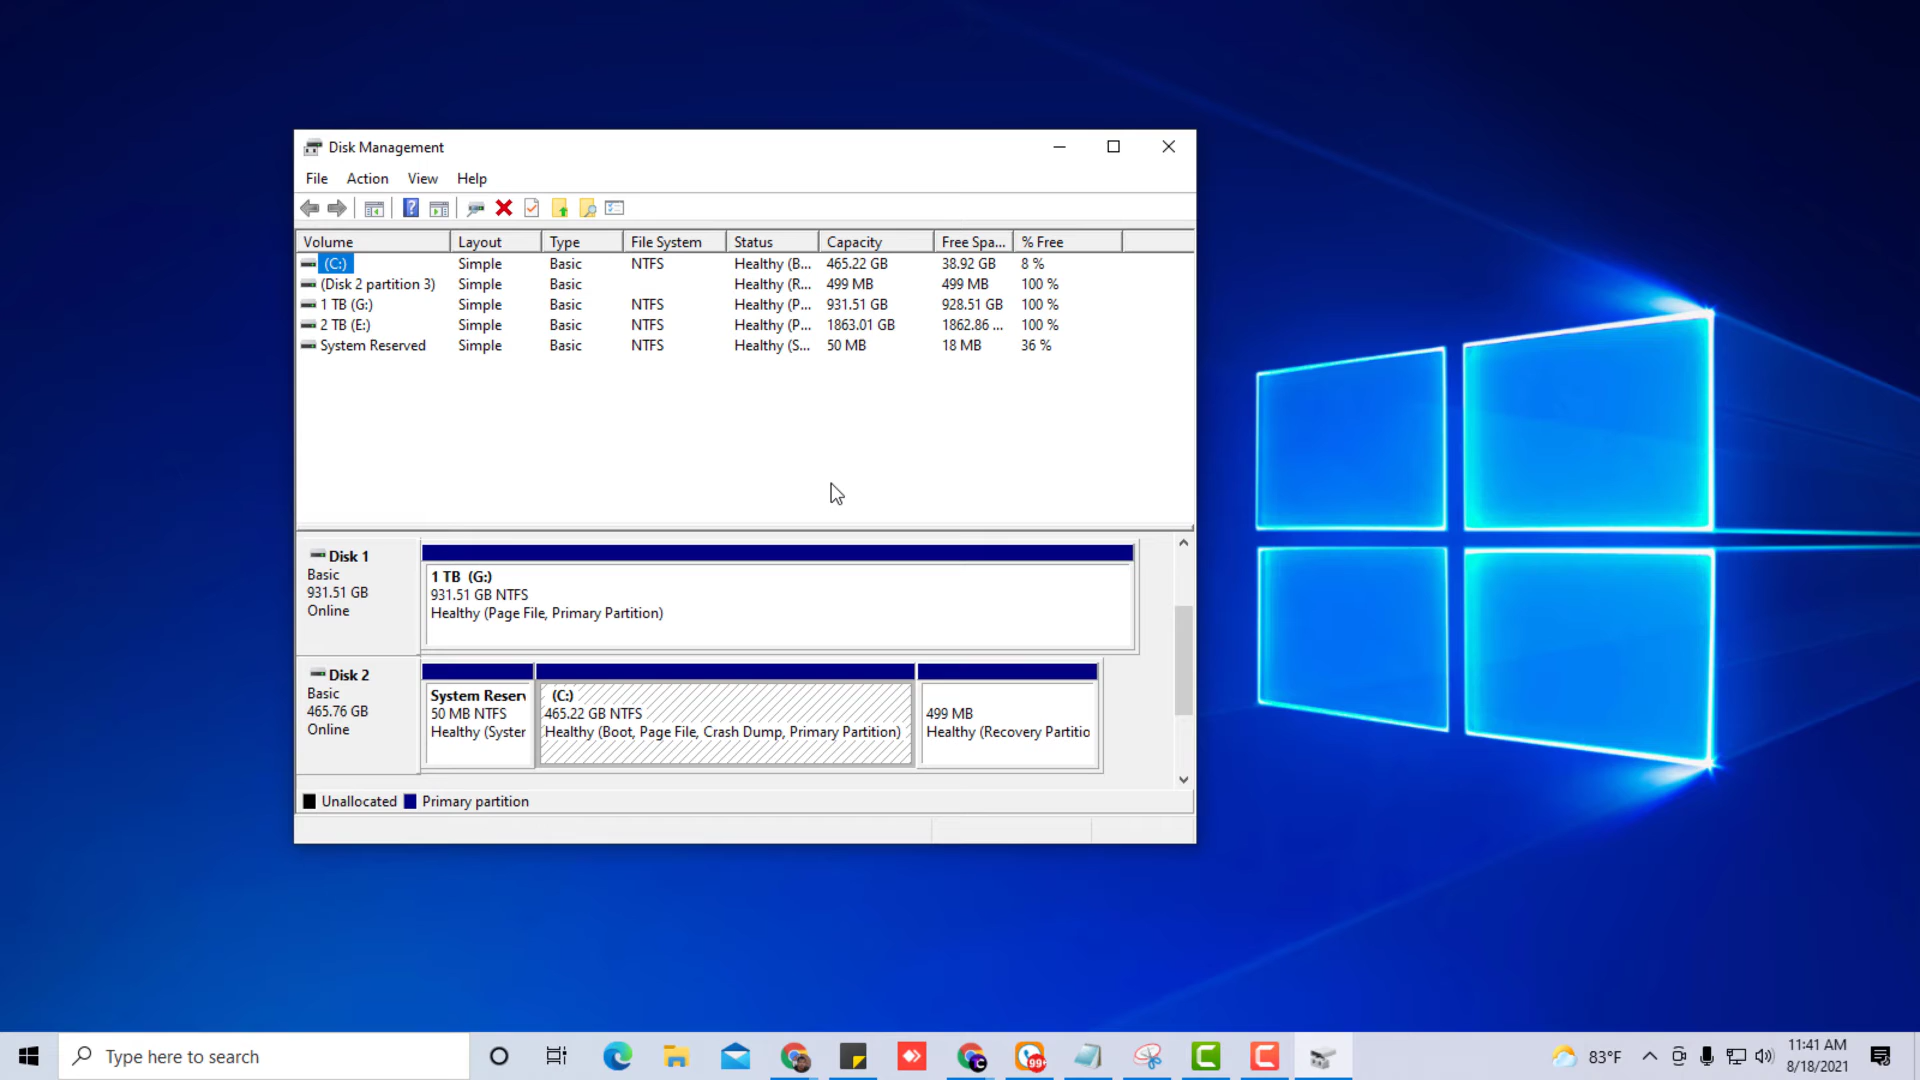 Disk Management
File Action View Help
Volume Layout Type File System Status Capacity Free Spa... % Free
(C:) Simple Basic NTFS Healthy (B... 465.22 GB 38.92 GB 8 %
(Disk 2 partition 3) Simple Basic Healthy (R... 499 MB 499 MB 100 %
1 TB (G:) Simple Basic NTFS Healthy (P... 931.51 GB 928.51 GB 100 %
2 TB (E:) Simple Basic NTFS Healthy (P... 1863.01 GB 1862.86 ... 100 %
System Reserved Simple Basic NTFS Healthy (S... 50 MB 18 MB 36 %
Disk 1
Basic
931.51 GB
Online
1 TB (G:)
931.51 GB NTFS
Healthy (Page File, Primary Partition)
Disk 2
Basic
465.76 GB
Online
System Reserv
50 MB NTFS
Healthy (Syster
(C:)
465.22 GB NTFS
Healthy (Boot, Page File, Crash Dump, Primary Partition)
499 MB
Healthy (Recovery Partitio
Unallocated Primary partition
Type here to search
99+
83°F
11:41 AM
8/18/2021